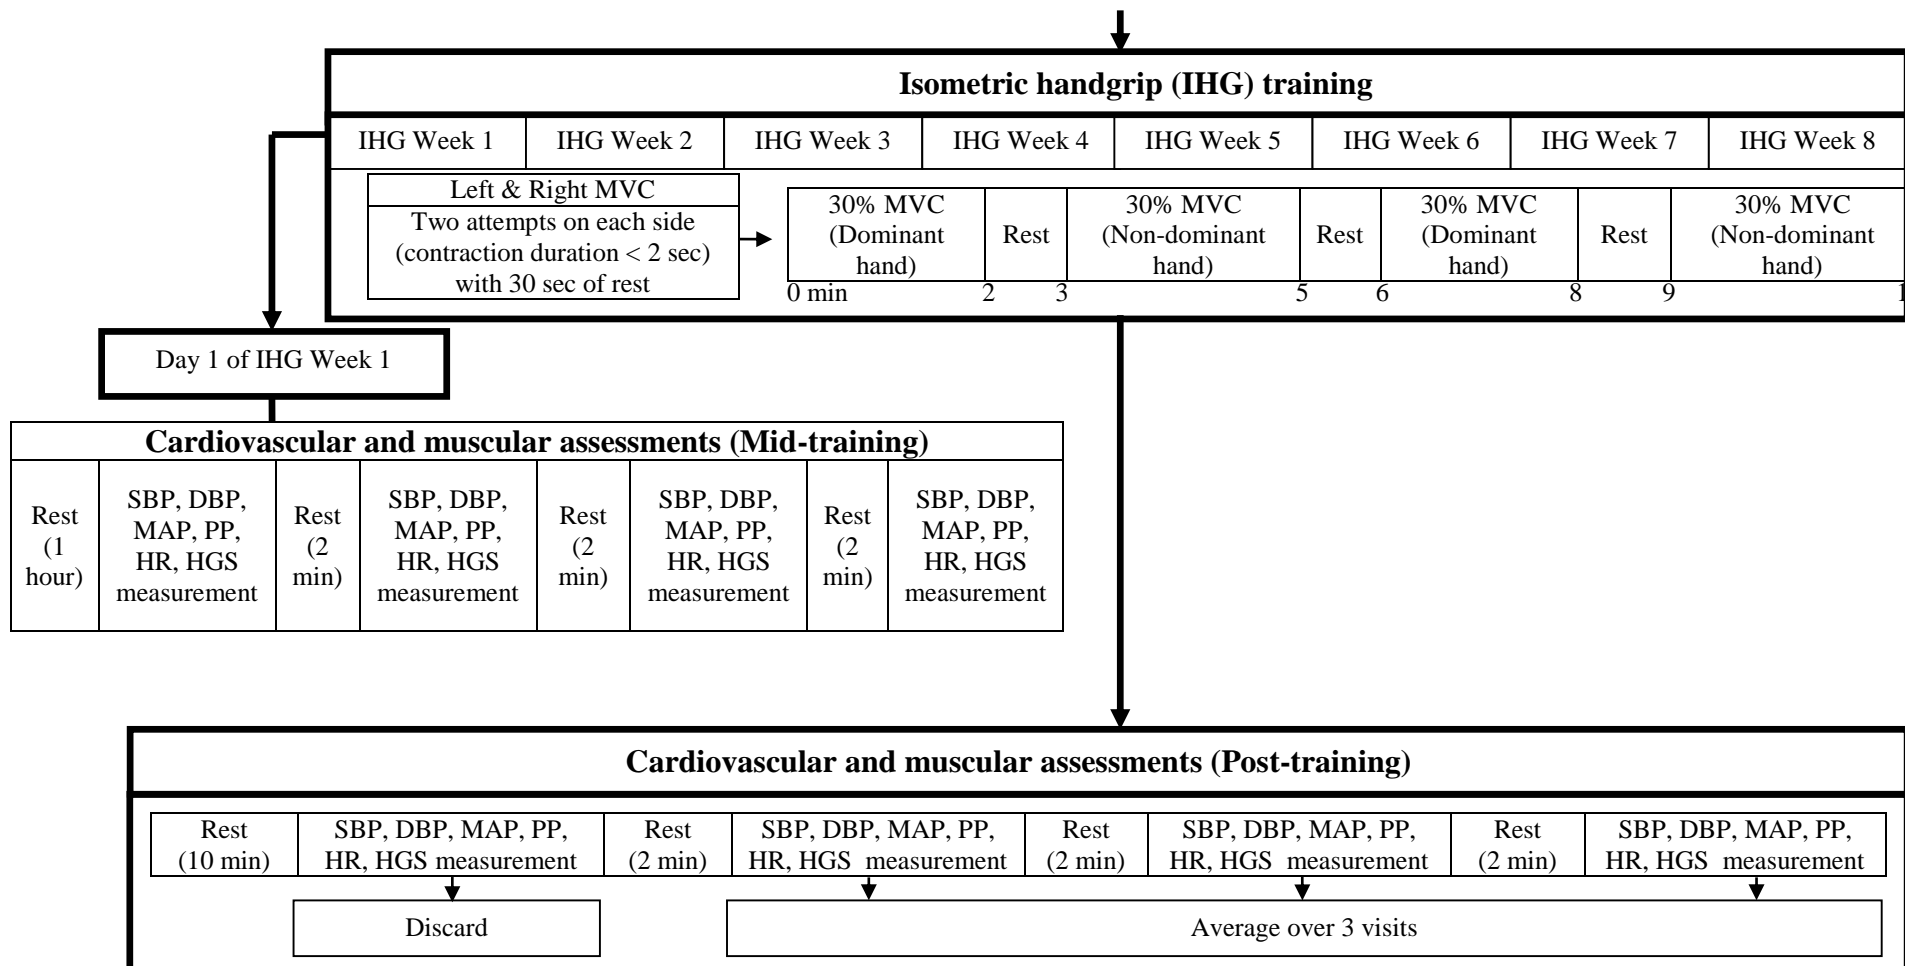 Isometric handgrip (IHG) training
IHG Week 1
IHG Week 2
IHG Week 3
IHG Week 4
IHG Week 5
IHG Week 6
IHG Week 7
IHG Week 8
Left & Right MVC
Two attempts on each side
(contraction duration < 2 sec)
with 30 sec of rest
30% MVC
(Dominant
hand)
Rest
30% MVC
(Non-dominant
hand)
Rest
30% MVC
(Dominant
hand)
Rest
30% MVC
(Non-dominant
hand)
0 min 2 3 5 6 8 9 1
Day 1 of IHG Week 1
Cardiovascular and muscular assessments (Mid-training)
Rest
(1
hour)
SBP, DBP,
MAP, PP,
HR, HGS
measurement
Rest
(2
min)
SBP, DBP,
MAP, PP,
HR, HGS
measurement
Rest
(2
min)
SBP, DBP,
MAP, PP,
HR, HGS
measurement
Rest
(2
min)
SBP, DBP,
MAP, PP,
HR, HGS
measurement
Cardiovascular and muscular assessments (Post-training)
Rest
(10 min)
SBP, DBP, MAP, PP,
HR, HGS measurement
Rest
(2 min)
SBP, DBP, MAP, PP,
HR, HGS measurement
Rest
(2 min)
SBP, DBP, MAP, PP,
HR, HGS measurement
Rest
(2 min)
SBP, DBP, MAP, PP,
HR, HGS measurement
Discard
Average over 3 visits